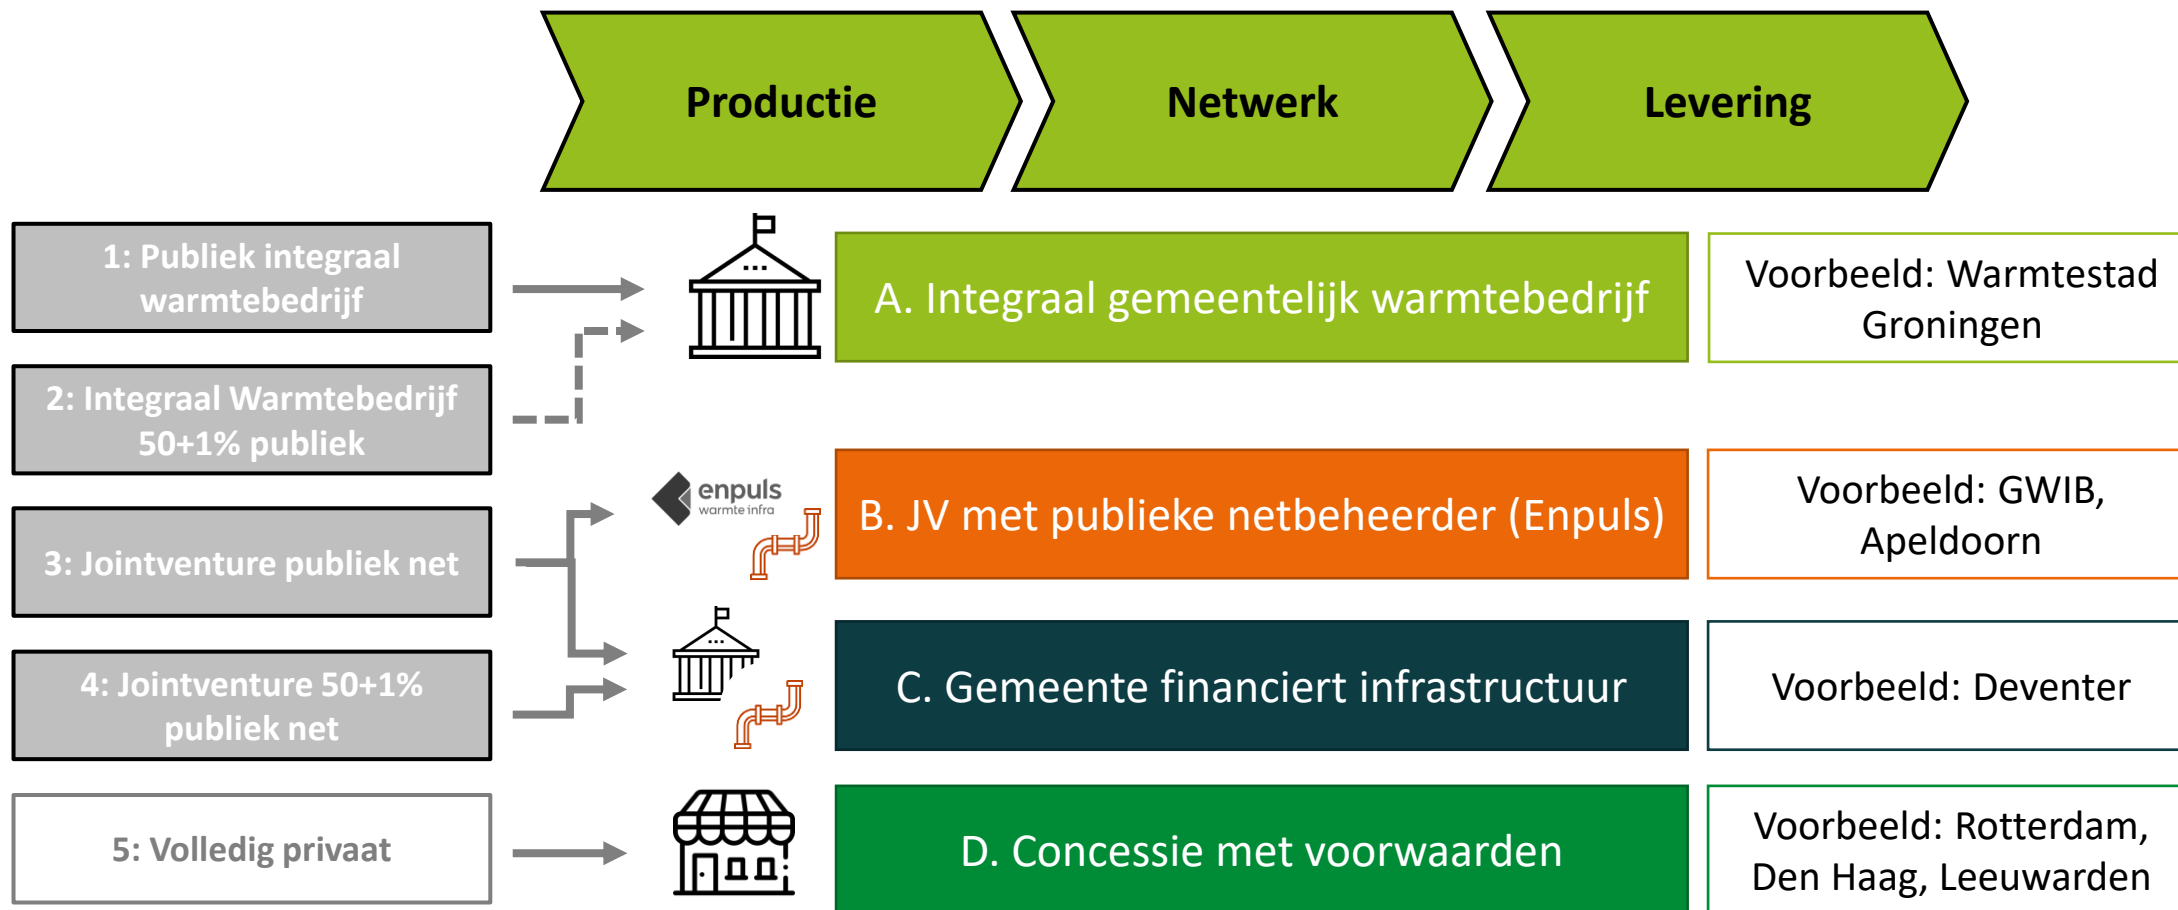 Productie
Netwerk
Levering
1: Publiek integraal
warmtebedrijf
A. Integraal gemeentelijk warmtebedrijf
Voorbeeld: Warmtestad
Groningen
2: Integraal Warmtebedrijf
50+1% publiek
3: Jointventure publiek net
enpuls
warmte infra
B. JV met publieke netbeheerder (Enpuls)
Voorbeeld: GWIB,
Apeldoorn
4: Jointventure 50+1%
publiek net
C. Gemeente financiert infrastructuur
Voorbeeld: Deventer
5: Volledig privaat
D. Concessie met voorwaarden
Voorbeeld: Rotterdam,
Den Haag, Leeuwarden